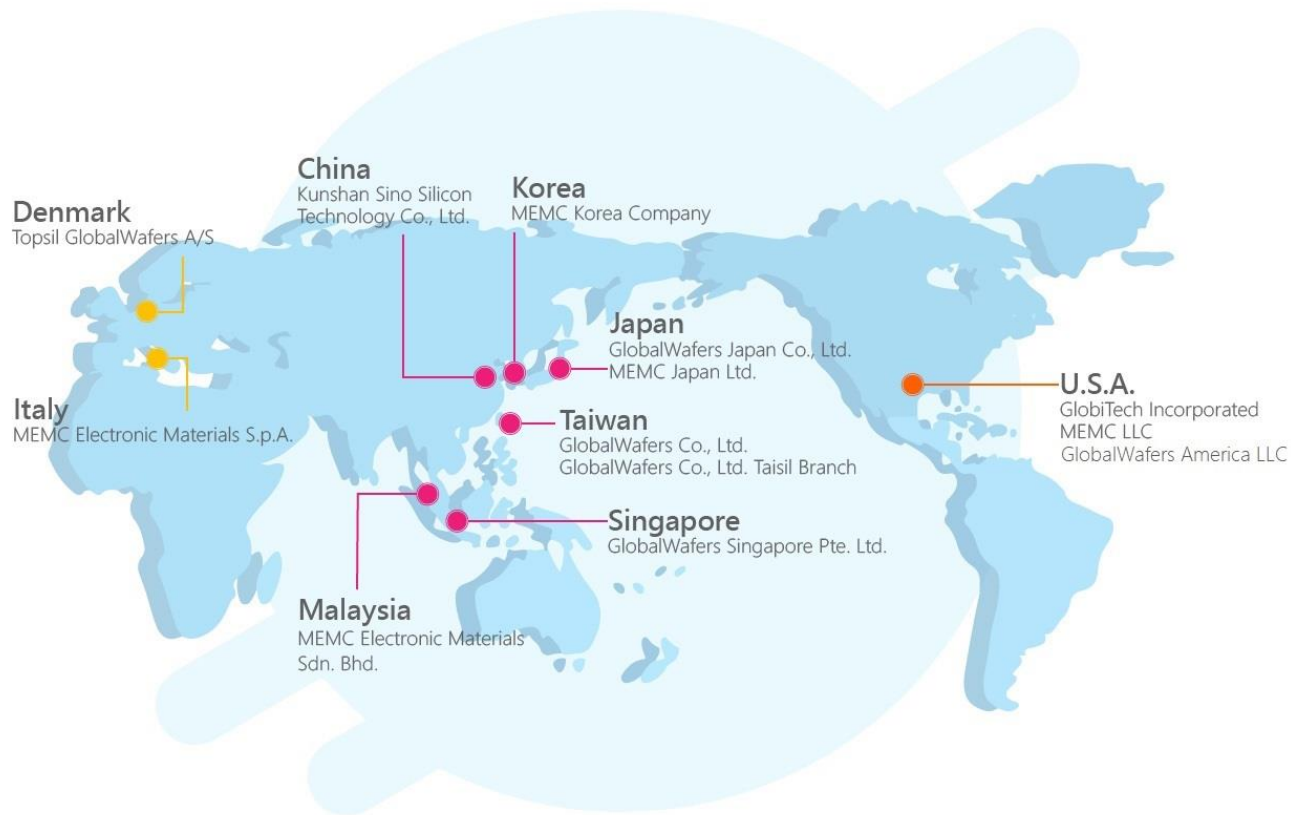 China
Kunshan Sino Silicon
Technology Co., Ltd.
Korea
MEMC Korea Company
Denmark
Topsil GlobalWafers A/S
Japan
GlobalWafers Japan Co., Ltd.
MEMC Japan Ltd.
U.S.A.
GlobiTech Incorporated
MEMC LLC
GlobalWafers America LLC
Italy
MEMC Electronic Materials S.p.A.
Taiwan
GlobalWafers Co., Ltd.
GlobalWafers Co., Ltd. Taisil Branch
Singapore
GlobalWafers Singapore Pte. Ltd.
Malaysia
MEMC Electronic Materials
Sdn. Bhd.